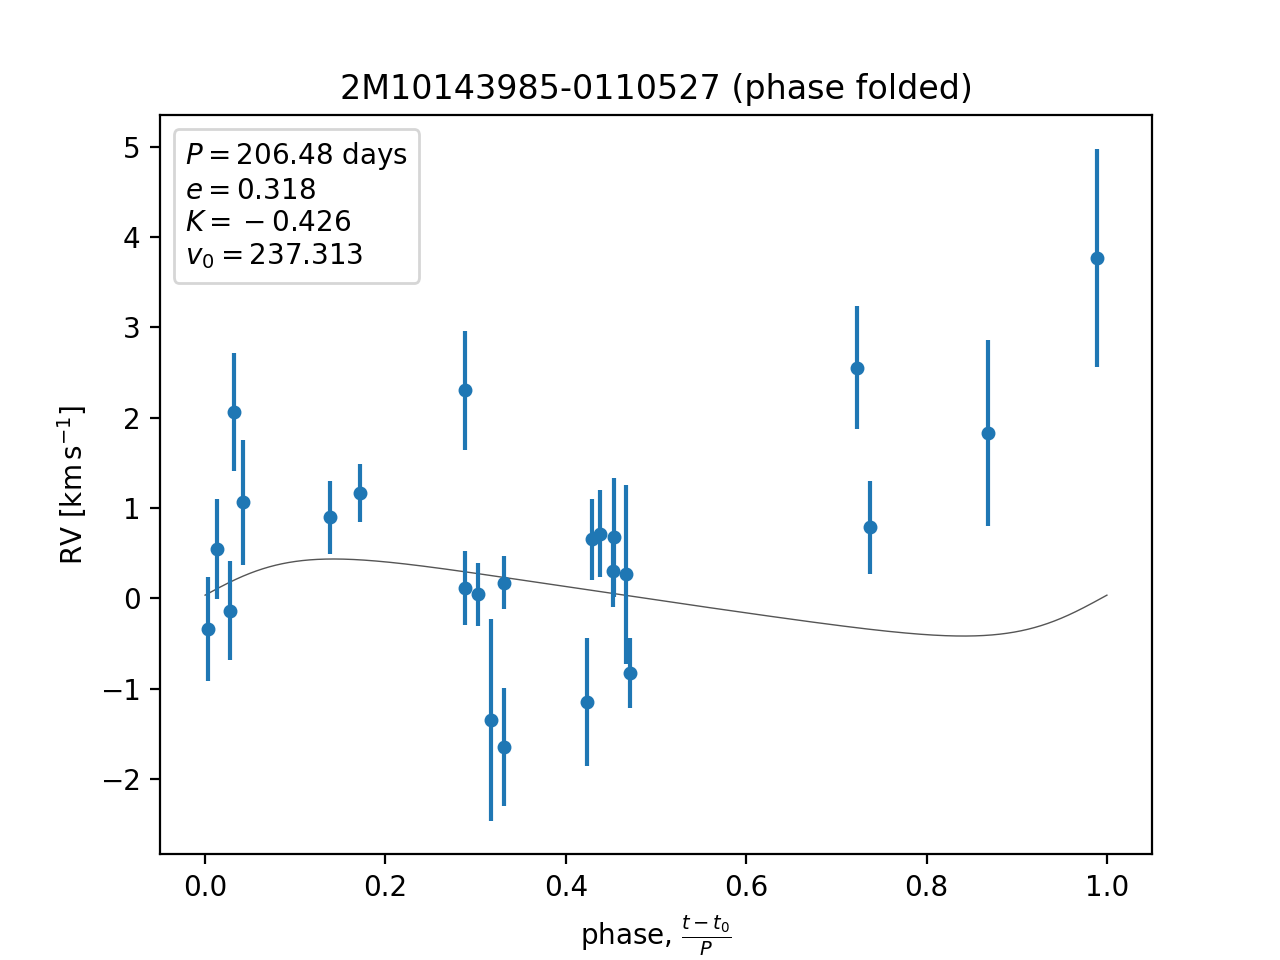 2M10143985-0110527 (phase folded)
P = 206.48 days
e = 0.318
K = −0.426
v₀ = 237.313
5
4
3
2
1
0
−1
−2
RV [km s⁻¹]
0.0 0.2 0.4 0.6 0.8 1.0
phase, (t − t₀)/P